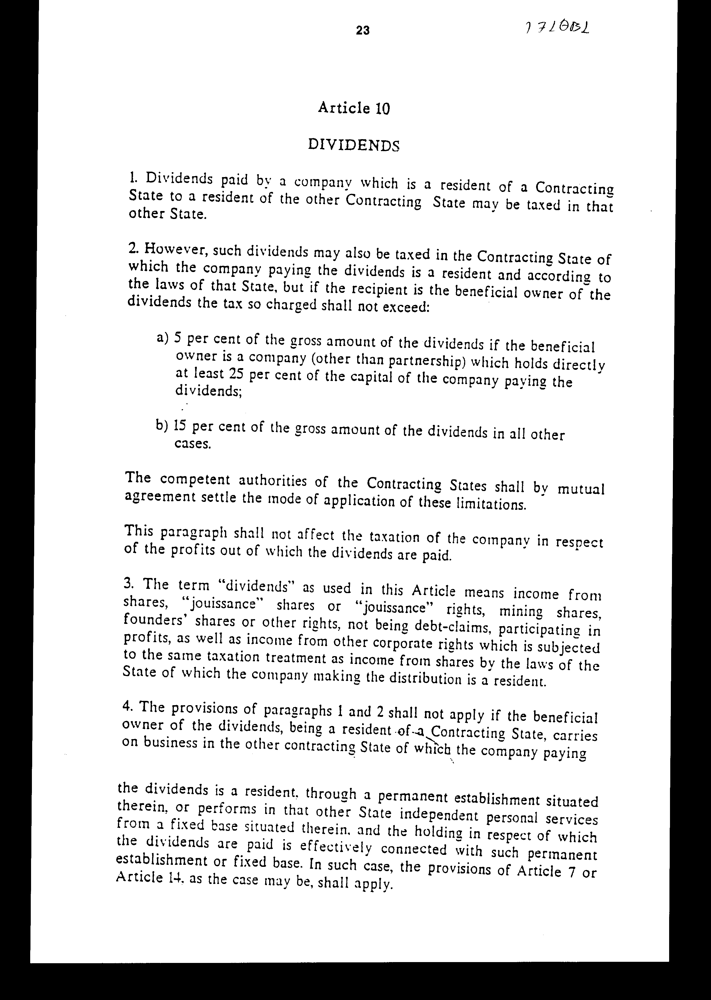 23
Article 10
DIVIDENDS
1. Dividends paid by a company which is a resident of a Contracting
State to a resident of the other Contracting State may be taxed in that
other State.
2. However, such dividends may also be taxed in the Contracting State of
which the company paying the dividends is a resident and according to
the laws of that State, but if the recipient is the beneficial owner of the
dividends the tax so charged shall not exceed:
a) 5 per cent of the gross amount of the dividends if the beneficial
owner is a company (other than partnership) which holds directly
at least 25 per cent of the capital of the company paying the
dividends;
b) 15 per cent of the gross amount of the dividends in all other
cases.
The competent authorities of the Contracting States shall by mutual
agreement settle the mode of application of these limitations.
This paragraph shall not affect the taxation of the company in respect
of the profits out of which the dividends are paid.
3. The term “dividends” as used in this Article means income from
shares, “jouissance” shares or “jouissance” rights, mining shares,
founders’ shares or other rights, not being debt-claims, participating in
profits, as well as income from other corporate rights which is subjected
to the same taxation treatment as income from shares by the laws of the
State of which the company making the distribution is a resident.
4. The provisions of paragraphs 1 and 2 shall not apply if the beneficial
owner of the dividends, being a resident of a Contracting State, carries
on business in the other contracting State of which the company paying
the dividends is a resident, through a permanent establishment situated
therein, or performs in that other State independent personal services
from a fixed base situated therein, and the holding in respect of which
the dividends are paid is effectively connected with such permanent
establishment or fixed base. In such case, the provisions of Article 7 or
Article 14, as the case may be, shall apply.